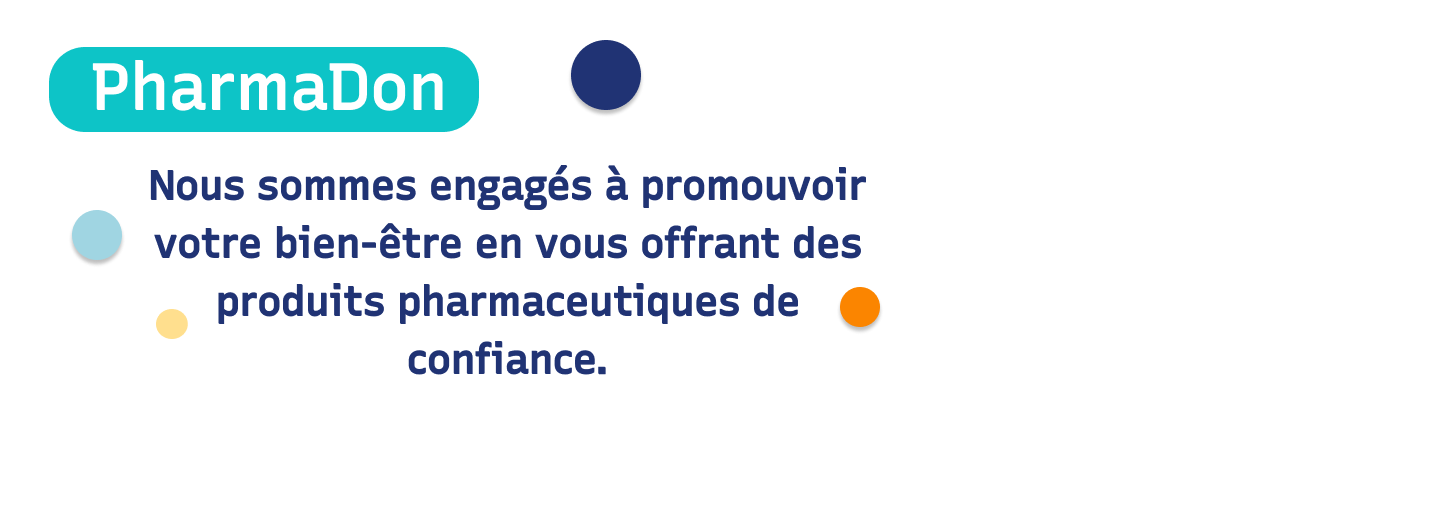 PharmaDon
Nous sommes engagés à promouvoir
votre bien-être en vous offrant des
produits pharmaceutiques de
confiance.